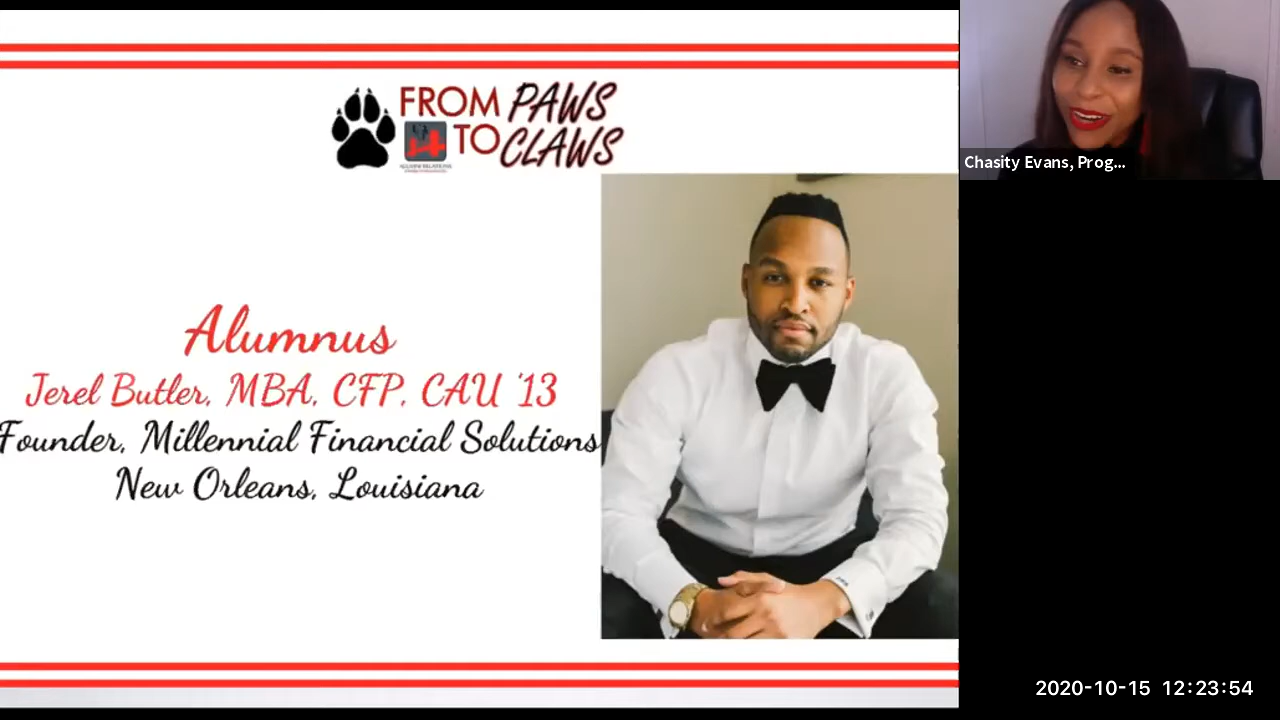 FROM PAWS
TO CLAWS
Alumnus
Jerel Butler, MBA, CFP, CAU '13
Founder, Millennial Financial Solutions
New Orleans, Louisiana
Chasity Evans, Prog...
2020-10-15 12:23:54